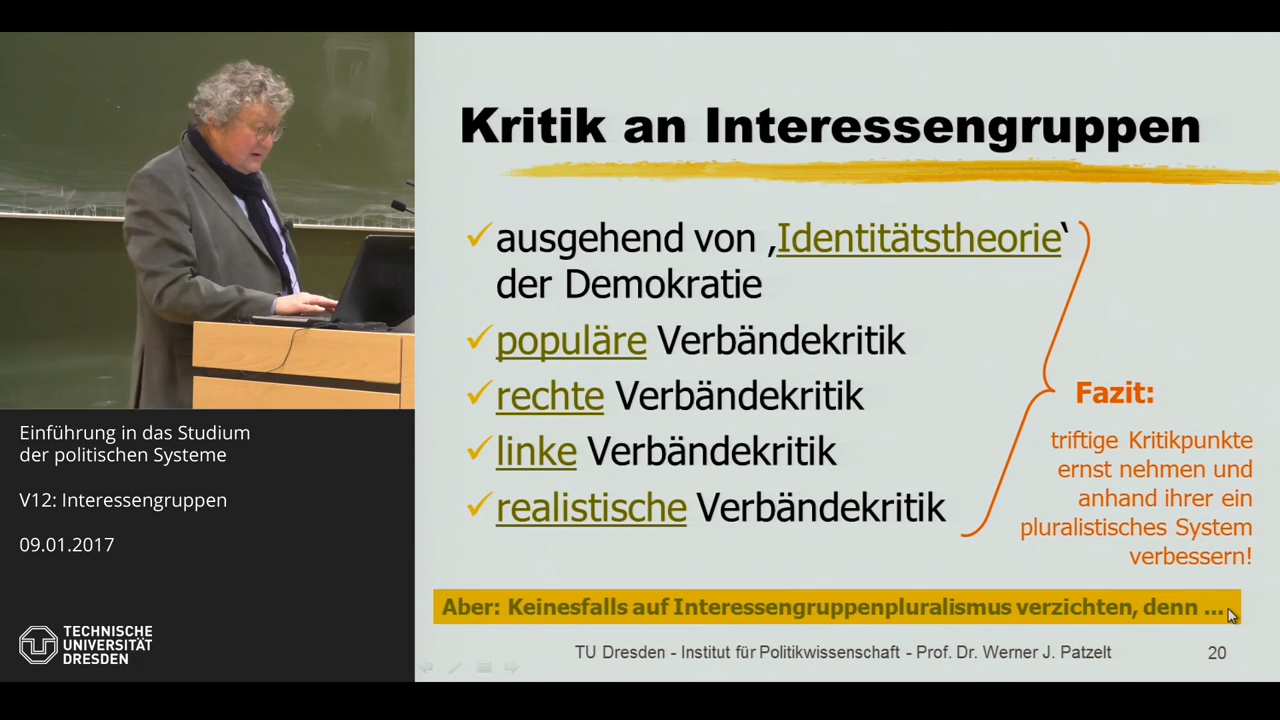 Kritik an Interessengruppen
✓ausgehend von ‚Identitätstheorie‘
der Demokratie
✓populäre Verbändekritik
✓rechte Verbändekritik
✓linke Verbändekritik
✓realistische Verbändekritik
Fazit:
triftige Kritikpunkte
ernst nehmen und
anhand ihrer ein
pluralistisches System
verbessern!
Aber: Keinesfalls auf Interessengruppenpluralismus verzichten, denn ...
TU Dresden - Institut für Politikwissenschaft - Prof. Dr. Werner J. Patzelt
20
Einführung in das Studium
der politischen Systeme
V12: Interessengruppen
09.01.2017
TECHNISCHE
UNIVERSITÄT
DRESDEN